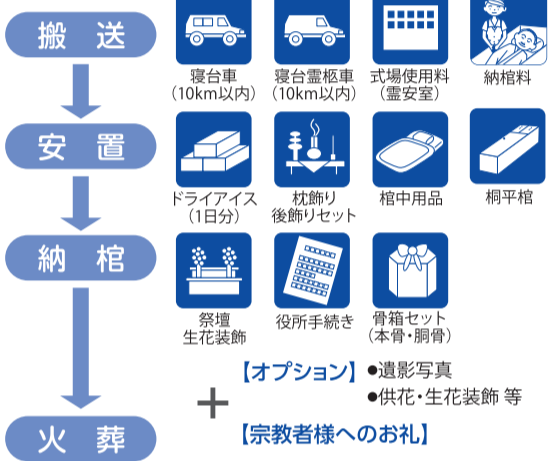 搬送
安置
納棺
火葬
寝台車
（10km以内）
寝台霊柩車
（10km以内）
式場使用料
（霊安室）
納棺料
ドライアイス
（1日分）
枕飾り
後飾りセット
棺中用品
桐平棺
祭壇
生花装飾
役所手続き
骨箱セット
（本骨・胴骨）
＋
【オプション】●遺影写真
●供花・生花装飾 等
【宗教者様へのお礼】